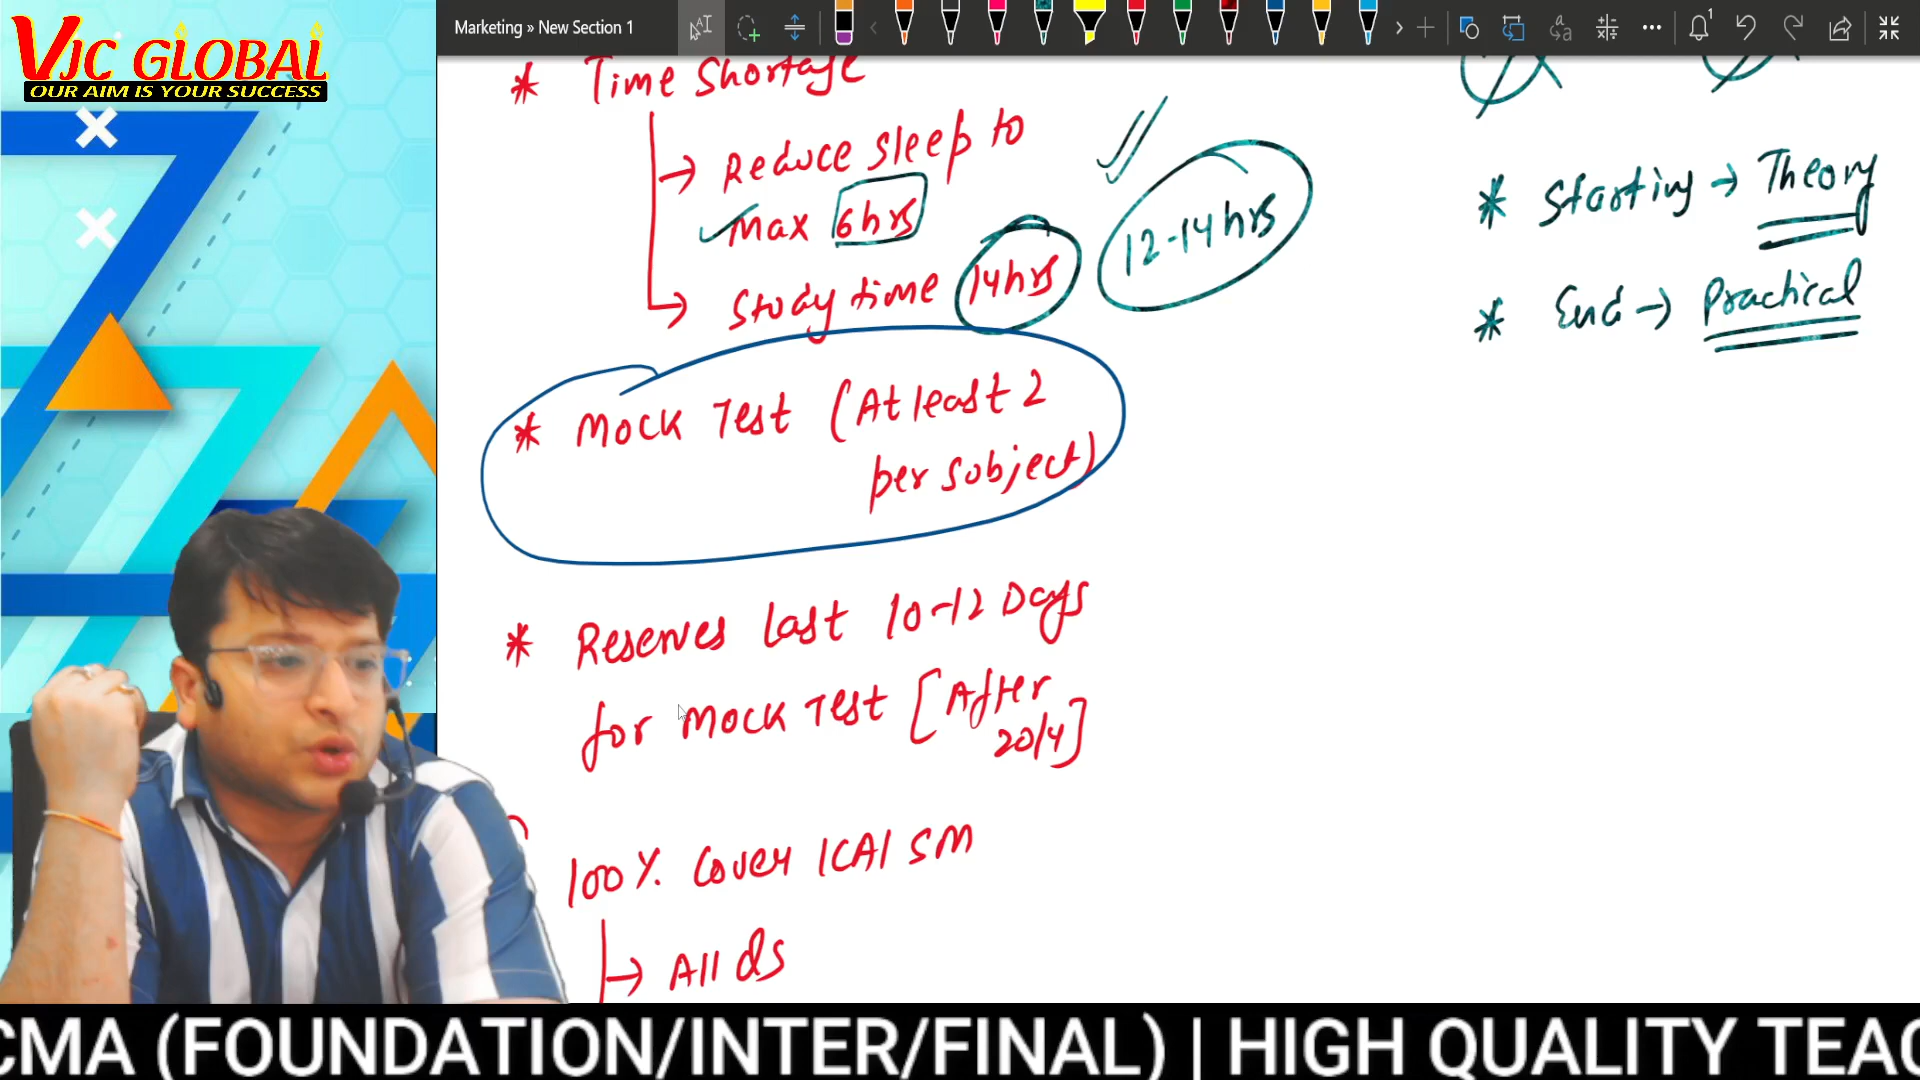 VJC GLOBAL
OUR AIM IS YOUR SUCCESS
Marketing » New Section 1
* Time Shortage
→ Reduce sleep to
Max 6hrs
→ Study time 14hrs
12-14hrs
* Mock Test (At least 2
per subject)
* Reserves last 10-12 Days
for Mock Test [After
20/4]
100% Cover ICAI SM
→ All Qs
* Starting → Theory
* End → Practical
CMA (FOUNDATION/INTER/FINAL) | HIGH QUALITY TEAC